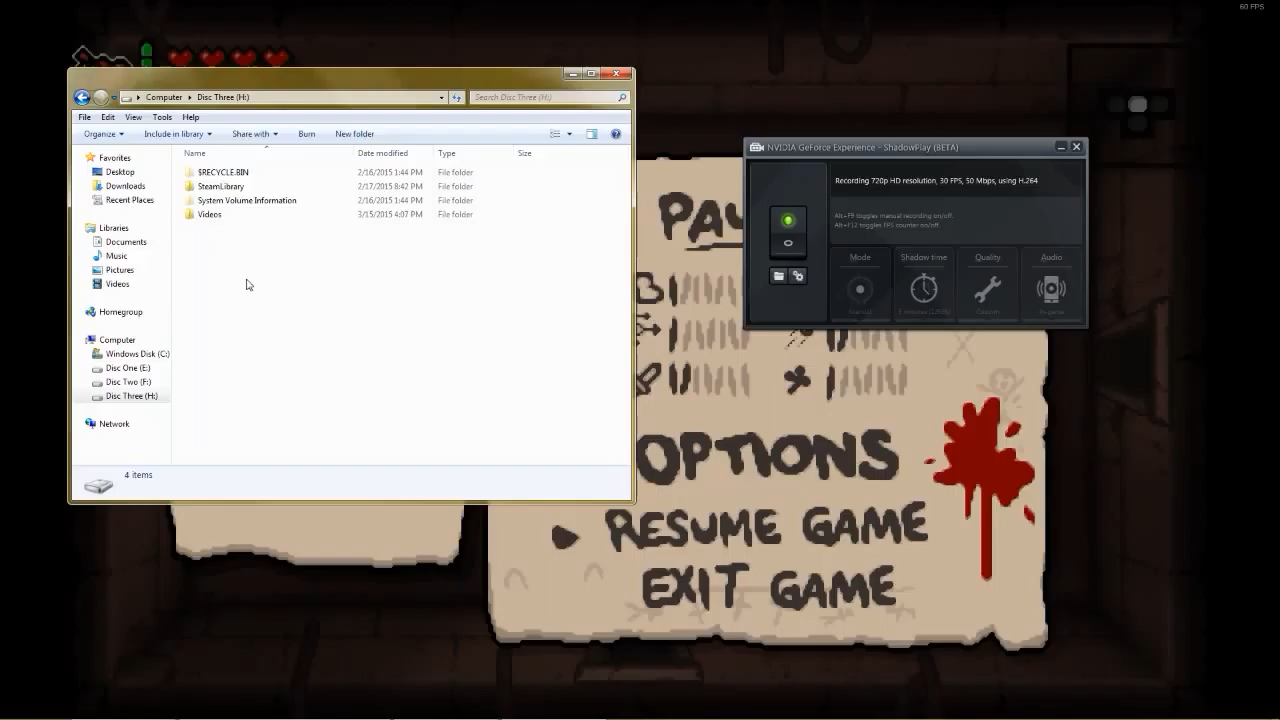 60 FPS
Computer Disc Three (H:)
Search Disc Three (H:)
File Edit View Tools Help
Organize Include in library Share with Burn New folder
Favorites
Desktop
Downloads
Recent Places
Libraries
Documents
Music
Pictures
Videos
Homegroup
Computer
Windows Disk (C:)
Disc One (E:)
Disc Two (F:)
Disc Three (H:)
Network
Name Date modified Type Size
$RECYCLE.BIN 2/16/2015 1:44 PM File folder
SteamLibrary 2/17/2015 8:42 PM File folder
System Volume Information 2/16/2015 1:44 PM File folder
Videos 3/15/2015 4:07 PM File folder
4 items
NVIDIA GeForce Experience - ShadowPlay (BETA)
Recording 720p HD resolution, 30 FPS, 50 Mbps, using H.264
Alt+F9 toggles manual recording on/off.
Alt+F12 toggles FPS counter on/off.
Mode Shadow time Quality Audio
Manual
Custom In-game
PAU
OPTIONS
RESUME GAME
EXIT GAME